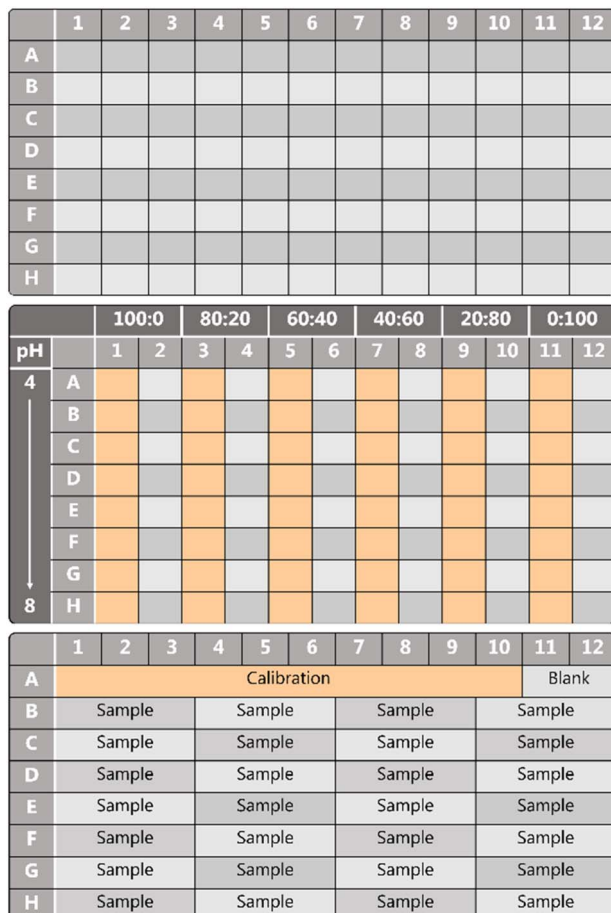 1 2 3 4 5 6 7 8 9 10 11 12
A
B
C
D
E
F
G
H
100:0 80:20 60:40 40:60 20:80 0:100
pH 1 2 3 4 5 6 7 8 9 10 11 12
4 A
B
C
D
E
F
G
8 H
1 2 3 4 5 6 7 8 9 10 11 12
A Calibration Blank
B Sample Sample Sample Sample
C Sample Sample Sample Sample
D Sample Sample Sample Sample
E Sample Sample Sample Sample
F Sample Sample Sample Sample
G Sample Sample Sample Sample
H Sample Sample Sample Sample